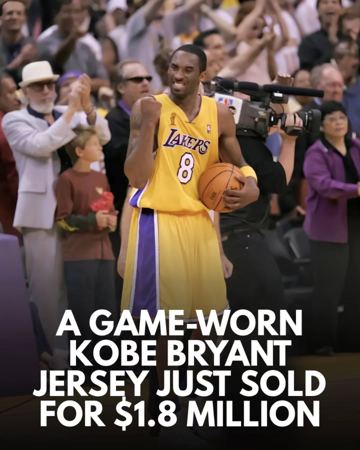 LAKERS
8
A GAME-WORN
KOBE BRYANT
JERSEY JUST SOLD
FOR $1.8 MILLION